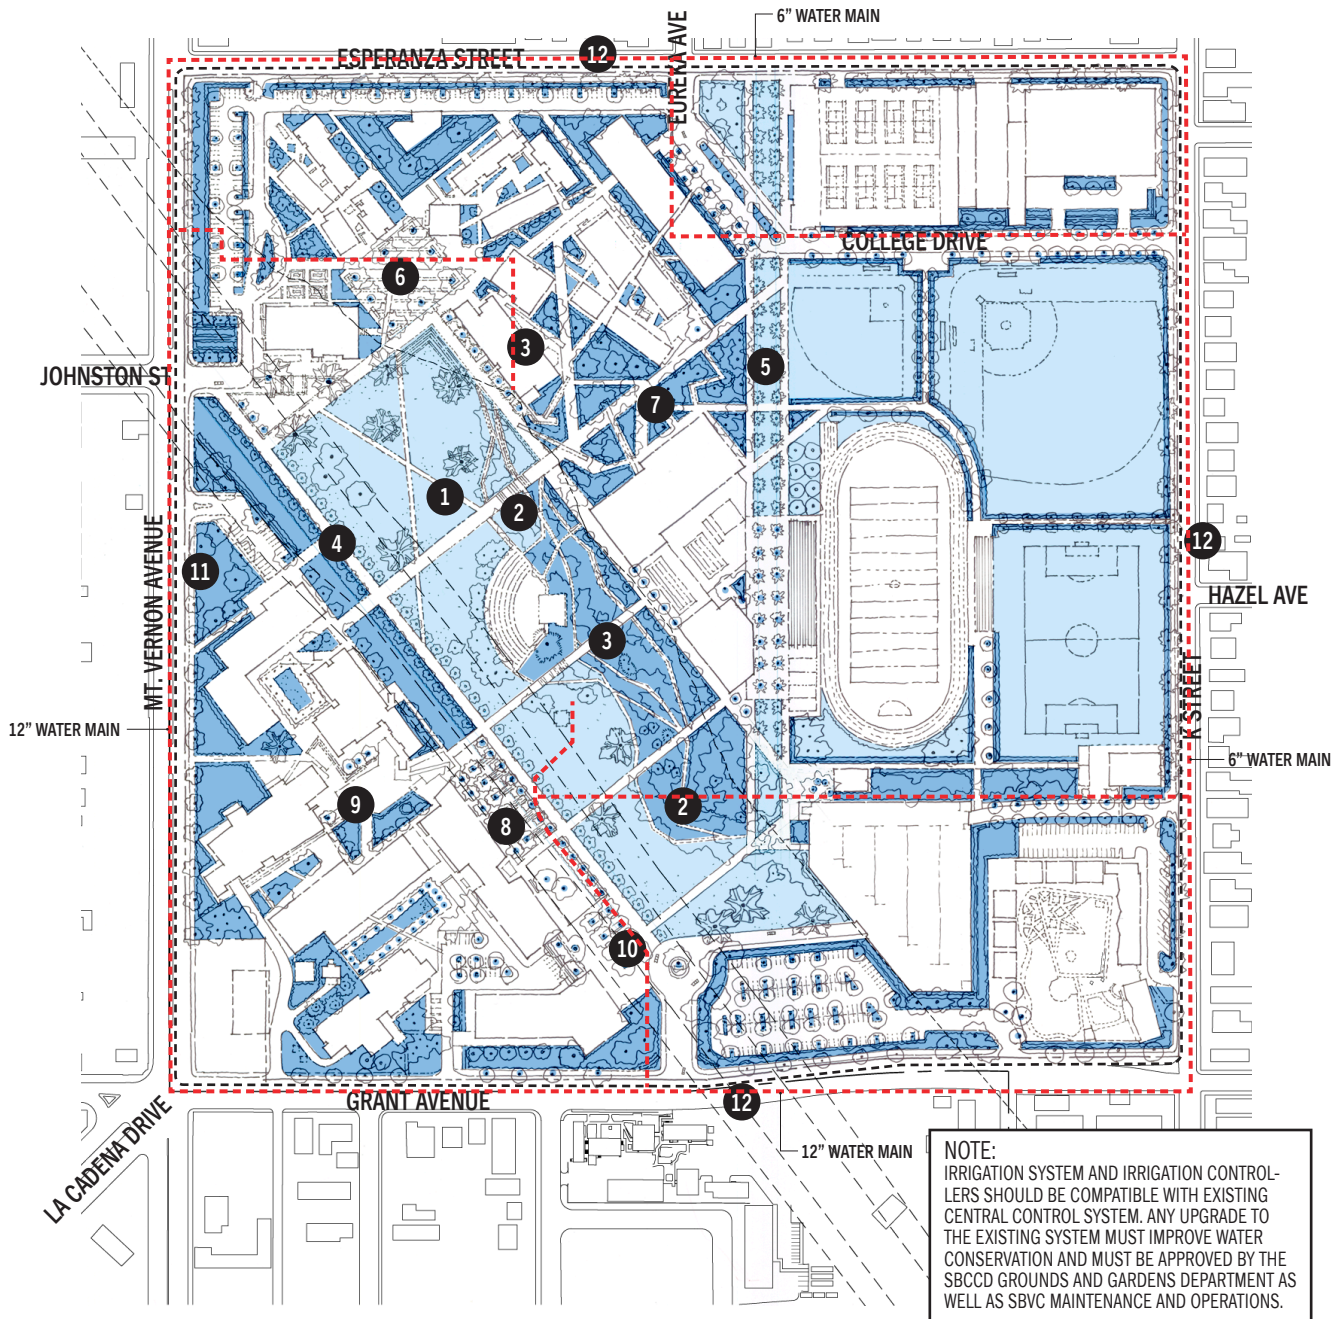 6" WATER MAIN
ESPERANZA STREET
12
EUREKA AVE
COLLEGE DRIVE
6
3
5
JOHNSTON ST
7
1
2
4
12
11
HAZEL AVE
MT. VERNON AVENUE
3
K STREET
12" WATER MAIN
6" WATER MAIN
9
2
8
10
GRANT AVENUE
12
LA CADENA DRIVE
12" WATER MAIN
NOTE:
IRRIGATION SYSTEM AND IRRIGATION CONTROL-
LERS SHOULD BE COMPATIBLE WITH EXISTING
CENTRAL CONTROL SYSTEM. ANY UPGRADE TO
THE EXISTING SYSTEM MUST IMPROVE WATER
CONSERVATION AND MUST BE APPROVED BY THE
SBCCD GROUNDS AND GARDENS DEPARTMENT AS
WELL AS SBVC MAINTENANCE AND OPERATIONS.